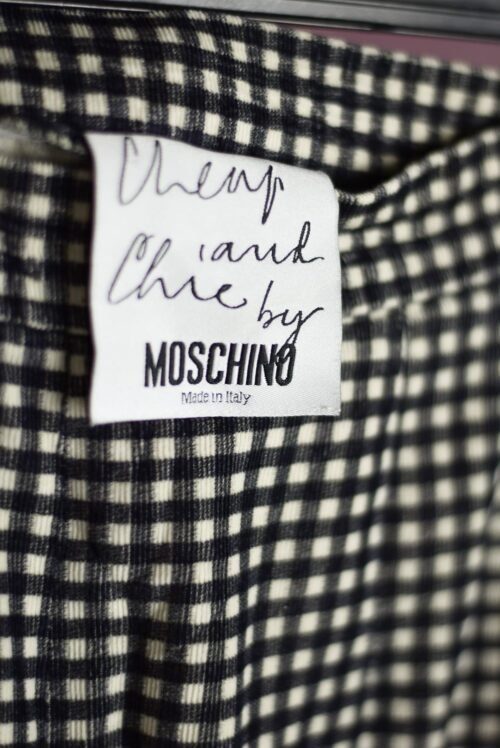 Cheap
and
Chic by
MOSCHINO
Made in Italy